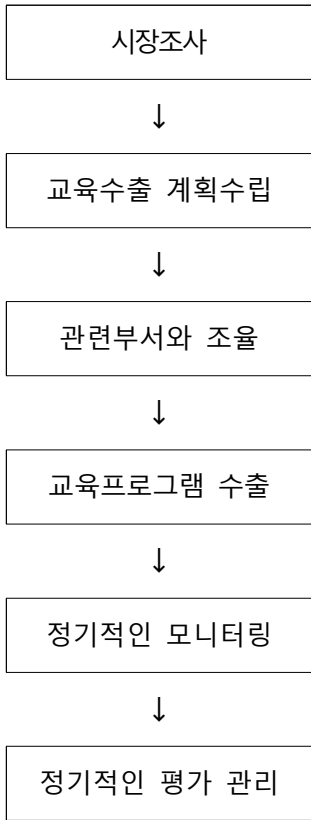 시장조사
↓
교육수출 계획수립
↓
관련부서와 조율
↓
교육프로그램 수출
↓
정기적인 모니터링
↓
정기적인 평가 관리